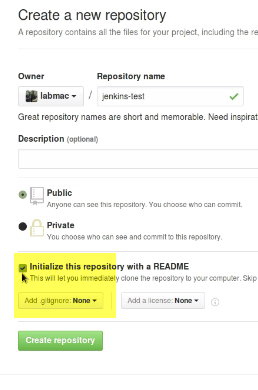 Create a new repository
A repository contains all the files for your project, including the re
Owner Repository name
labmac / jenkins-test
Great repository names are short and memorable. Need inspirat
Description (optional)
Public
Anyone can see this repository. You choose who can commit.
Private
You choose who can see and commit to this repository.
Initialize this repository with a README
This will let you immediately clone the repository to your computer. Skip
Add .gitignore: None Add a license: None
Create repository